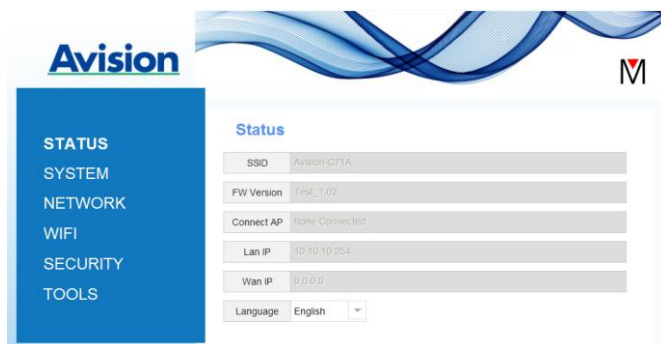 Avision
STATUS
SYSTEM
NETWORK
WIFI
SECURITY
TOOLS
Status
SSID Avision-C71A
FW Version Test_1.02
Connect AP None Connected
Lan IP 10.10.10.254
Wan IP 0.0.0.0
Language English